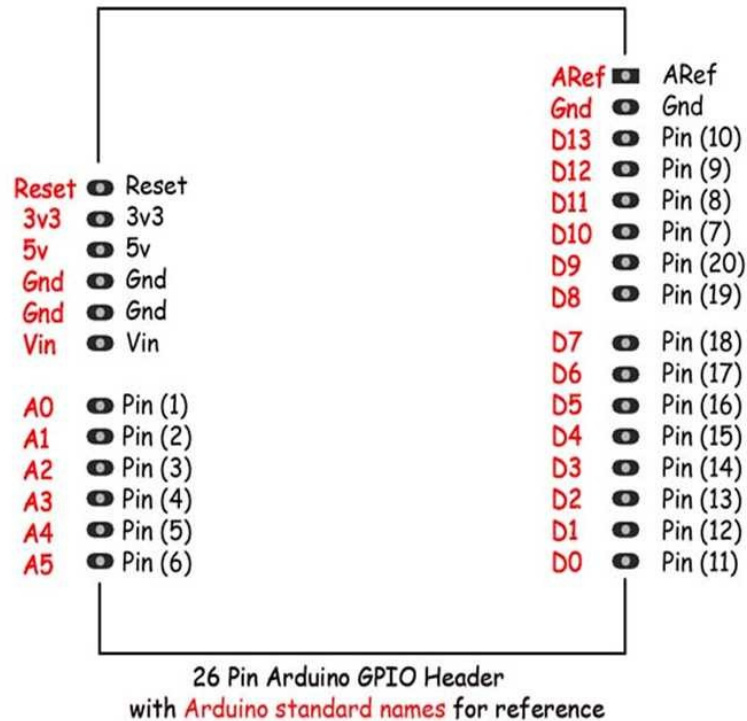 ARef ARef
Gnd Gnd
D13 Pin (10)
D12 Pin (9)
Reset Reset D11 Pin (8)
3v3 3v3 D10 Pin (7)
5v 5v D9 Pin (20)
Gnd Gnd D8 Pin (19)
Gnd Gnd
Vin Vin D7 Pin (18)
D6 Pin (17)
A0 Pin (1) D5 Pin (16)
A1 Pin (2) D4 Pin (15)
A2 Pin (3) D3 Pin (14)
A3 Pin (4) D2 Pin (13)
A4 Pin (5) D1 Pin (12)
A5 Pin (6) D0 Pin (11)
26 Pin Arduino GPIO Header
with Arduino standard names for reference